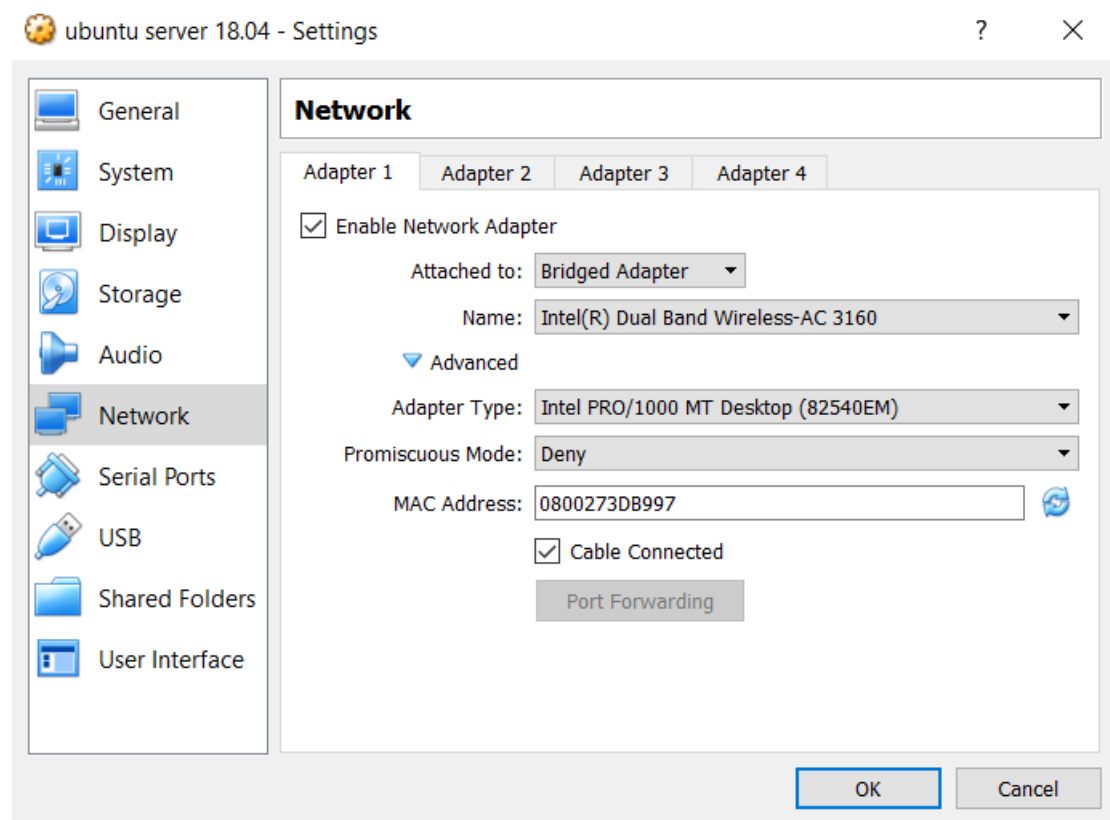 ubuntu server 18.04 - Settings
?
General
System
Display
Storage
Audio
Network
Serial Ports
USB
Shared Folders
User Interface
Network
Adapter 1
Adapter 2
Adapter 3
Adapter 4
Enable Network Adapter
Attached to: Bridged Adapter
Name: Intel(R) Dual Band Wireless-AC 3160
Advanced
Adapter Type: Intel PRO/1000 MT Desktop (82540EM)
Promiscuous Mode: Deny
MAC Address: 0800273DB997
Cable Connected
Port Forwarding
OK
Cancel